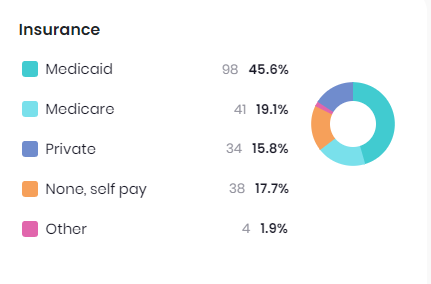 Insurance
Medicaid 98 45.6%
Medicare 41 19.1%
Private 34 15.8%
None, self pay 38 17.7%
Other 4 1.9%